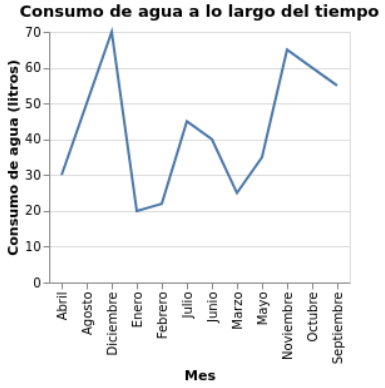 Consumo de agua a lo largo del tiempo
Consumo de agua (litros)
70
60
50
40
30
20
10
0
Abril
Agosto
Diciembre
Enero
Febrero
Julio
Junio
Marzo
Mayo
Noviembre
Octubre
Septiembre
Mes